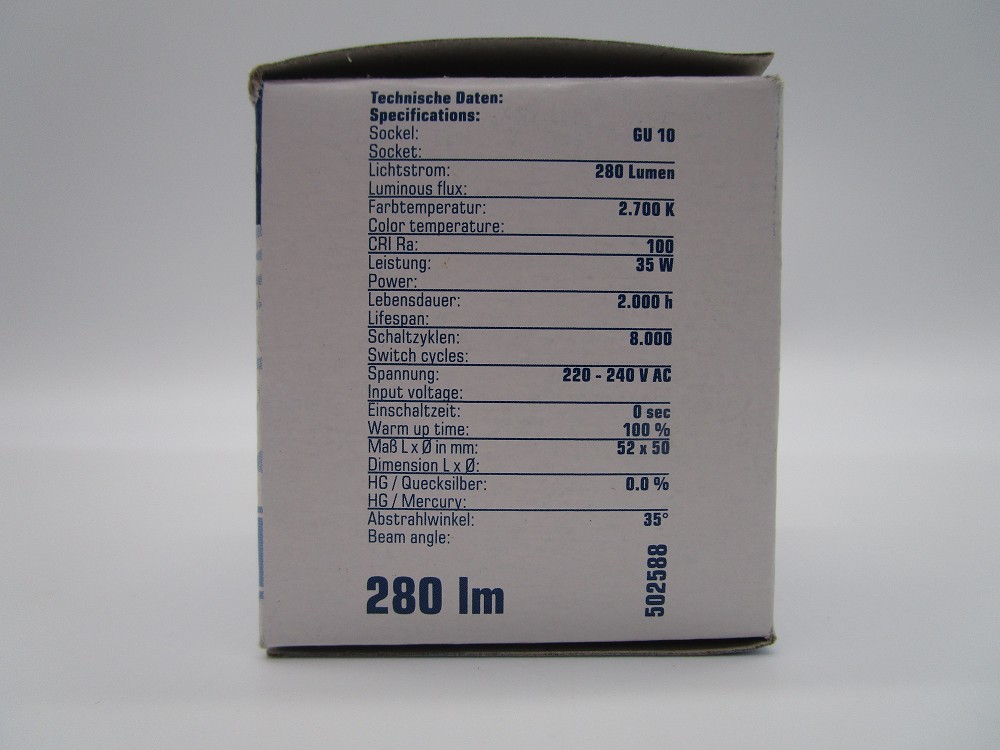 Technische Daten:
Specifications:
Sockel: GU 10
Socket:
Lichtstrom: 280 Lumen
Luminous flux:
Farbtemperatur: 2.700 K
Color temperature:
CRI Ra: 100
Leistung: 35 W
Power:
Lebensdauer: 2.000 h
Lifespan:
Schaltzyklen: 8.000
Switch cycles:
Spannung: 220 - 240 V AC
Input voltage:
Einschaltzeit: 0 sec
Warm up time: 100 %
Maß L x Ø in mm: 52 x 50
Dimension L x Ø:
HG / Quecksilber: 0.0 %
HG / Mercury:
Abstrahlwinkel: 35°
Beam angle:
280 lm
502588